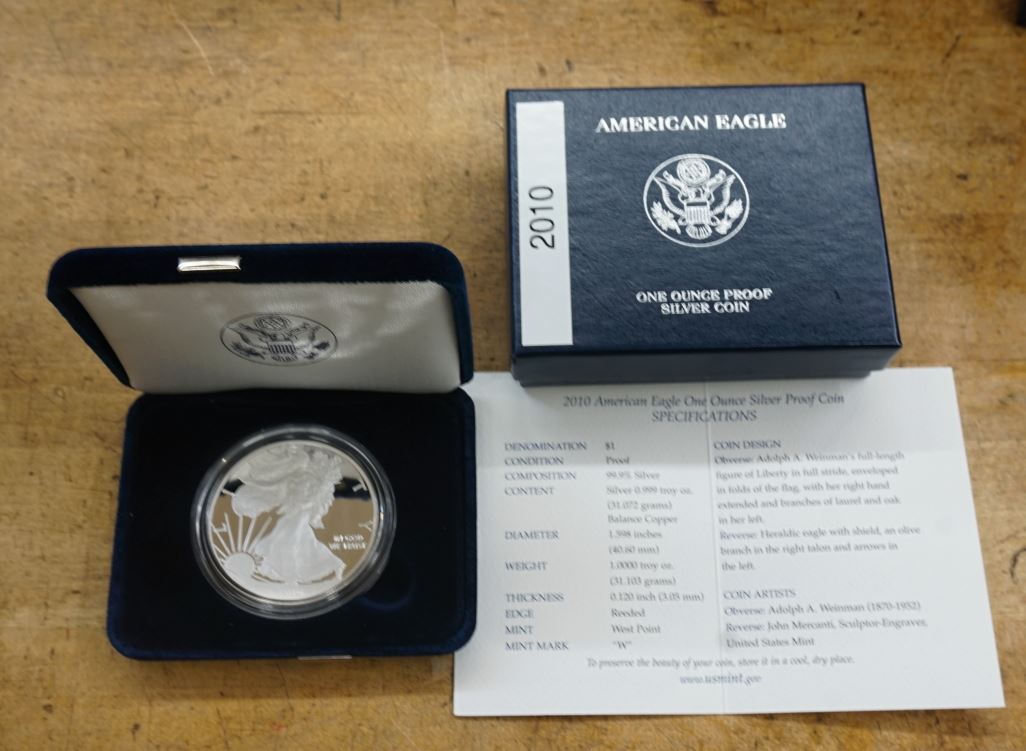 AMERICAN EAGLE
2010
ONE OUNCE PROOF
SILVER COIN
2010 American Eagle One Ounce Silver Proof Coin
SPECIFICATIONS
DENOMINATION $1
CONDITION Proof
COMPOSITION 99.9% Silver
CONTENT Silver 0.999 troy oz.
(31.072 grams)
Balance Copper
DIAMETER 1.598 inches
(40.60 mm)
WEIGHT 1.0000 troy oz.
(31.103 grams)
THICKNESS 0.120 inch (3.05 mm)
EDGE Reeded
MINT West Point
MINT MARK "W"
COIN DESIGN
Obverse: Adolph A. Weinman's full-length
figure of Liberty in full stride, enveloped
in folds of the flag, with her right hand
extended and branches of laurel and oak
in her left.
Reverse: Heraldic eagle with shield, an olive
branch in the right talon and arrows in
the left.
COIN ARTISTS
Obverse: Adolph A. Weinman (1870-1952)
Reverse: John Mercanti, Sculptor-Engraver,
United States Mint
To preserve the beauty of your coin, store it in a cool, dry place.
www.usmint.gov